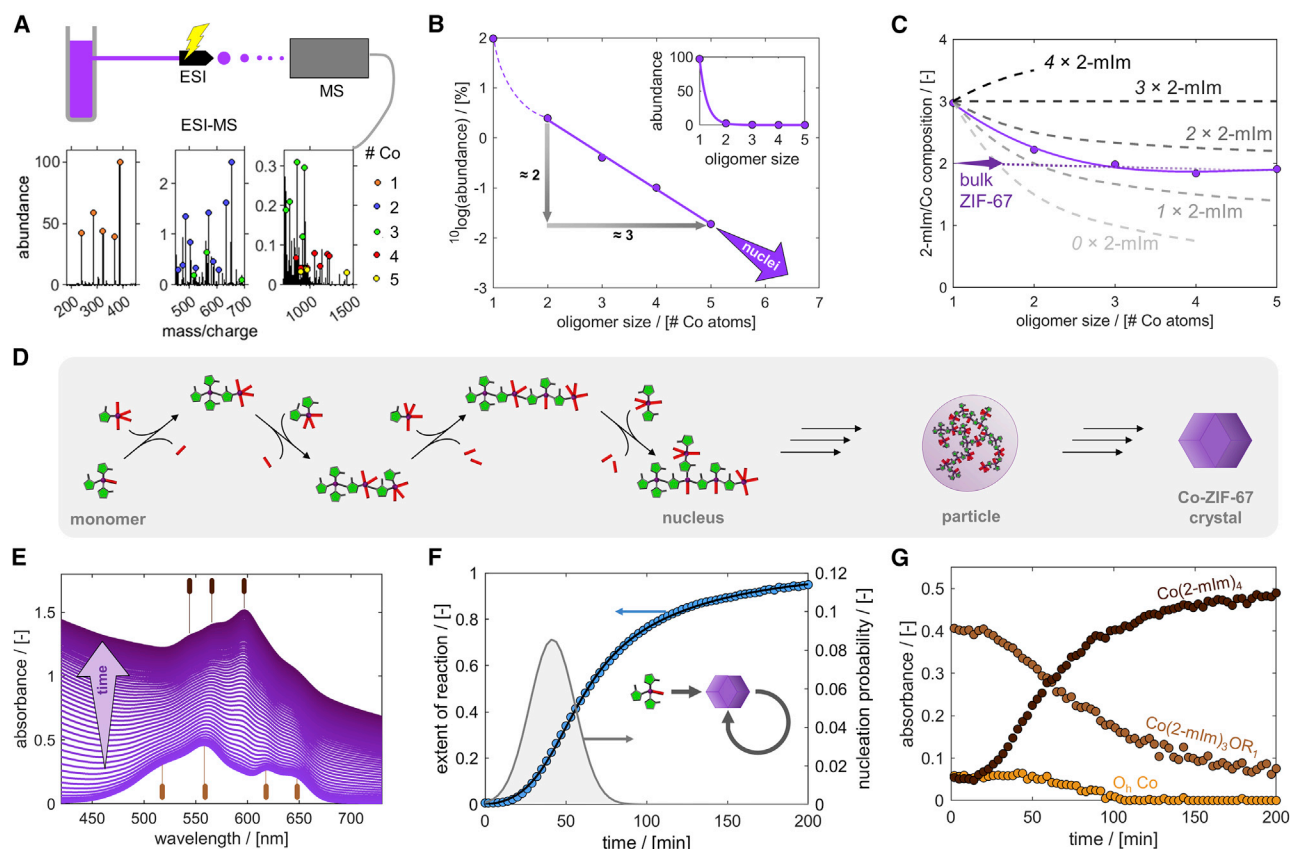 A
ESI
MS
ESI-MS
# Co
1
2
3
4
5
abundance
100
50
0
200
300
400
2
1
0
500
600
700
0.4
0.3
0.2
0.1
0
1000
1500
mass/charge
B
10log(abundance) / [%]
2
1
0
-1
-2
-3
1 2 3 4 5 6 7
oligomer size / [# Co atoms]
≈ 2
≈ 3
nuclei
abundance
100
50
0
1 2 3 4 5
oligomer size
C
2-mIm/Co composition / [-]
4
3
2
1
0
1 2 3 4 5
oligomer size / [# Co atoms]
4 × 2-mIm
3 × 2-mIm
2 × 2-mIm
bulk
ZIF-67
1 × 2-mIm
0 × 2-mIm
D
monomer
nucleus
particle
Co-ZIF-67
crystal
E
absorbance / [-]
1.5
1
0.5
0
450 500 550 600 650 700
wavelength / [nm]
time
F
extent of reaction / [-]
1
0.8
0.6
0.4
0.2
0
0 50 100 150 200
time / [min]
nucleation probability / [-]
0.12
0.1
0.08
0.06
0.04
0.02
0
G
absorbance / [-]
0.5
0.4
0.3
0.2
0.1
0
0 50 100 150 200
time / [min]
Co(2-mIm)4
Co(2-mIm)3OR1
Oh Co